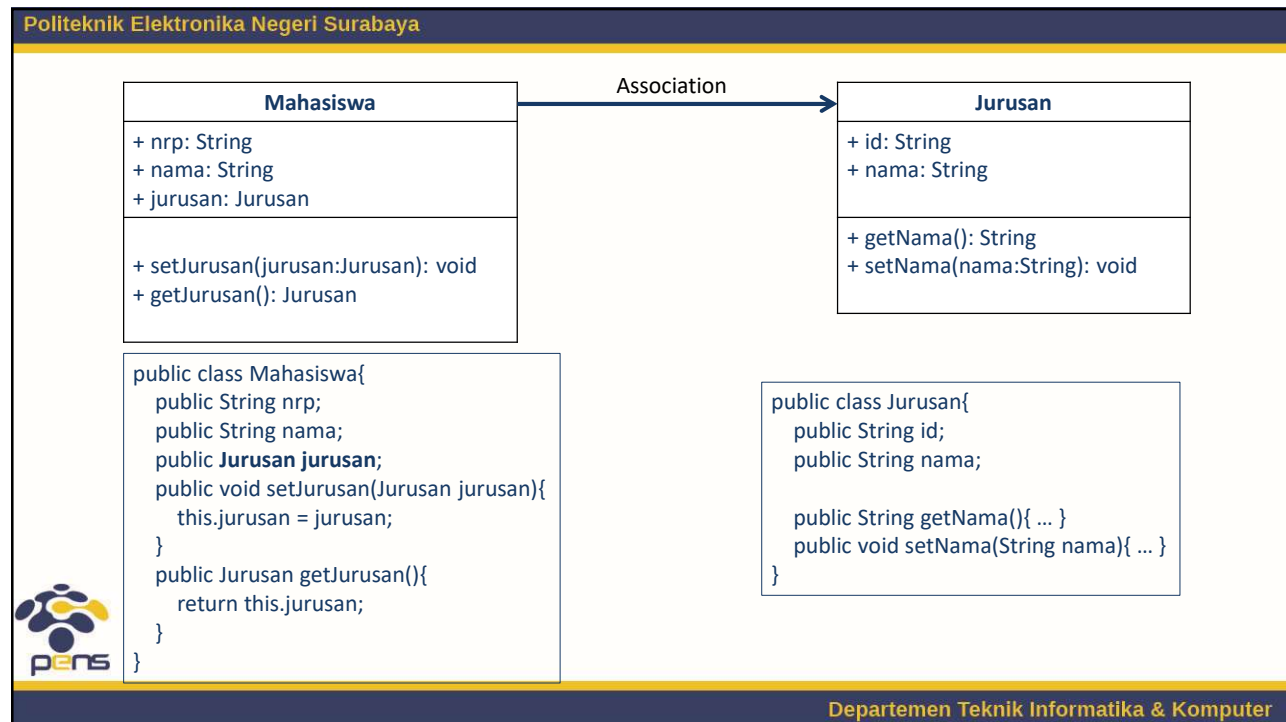 Politeknik Elektronika Negeri Surabaya
Association
Mahasiswa
+ nrp: String
+ nama: String
+ jurusan: Jurusan
+ setJurusan(jurusan:Jurusan): void
+ getJurusan(): Jurusan
Jurusan
+ id: String
+ nama: String
+ getNama(): String
+ setNama(nama:String): void
public class Mahasiswa{
public String nrp;
public String nama;
public Jurusan jurusan;
public void setJurusan(Jurusan jurusan){
this.jurusan = jurusan;
}
public Jurusan getJurusan(){
return this.jurusan;
}
}
public class Jurusan{
public String id;
public String nama;
public String getNama(){ ... }
public void setNama(String nama){ ... }
}
pens
Departemen Teknik Informatika & Komputer